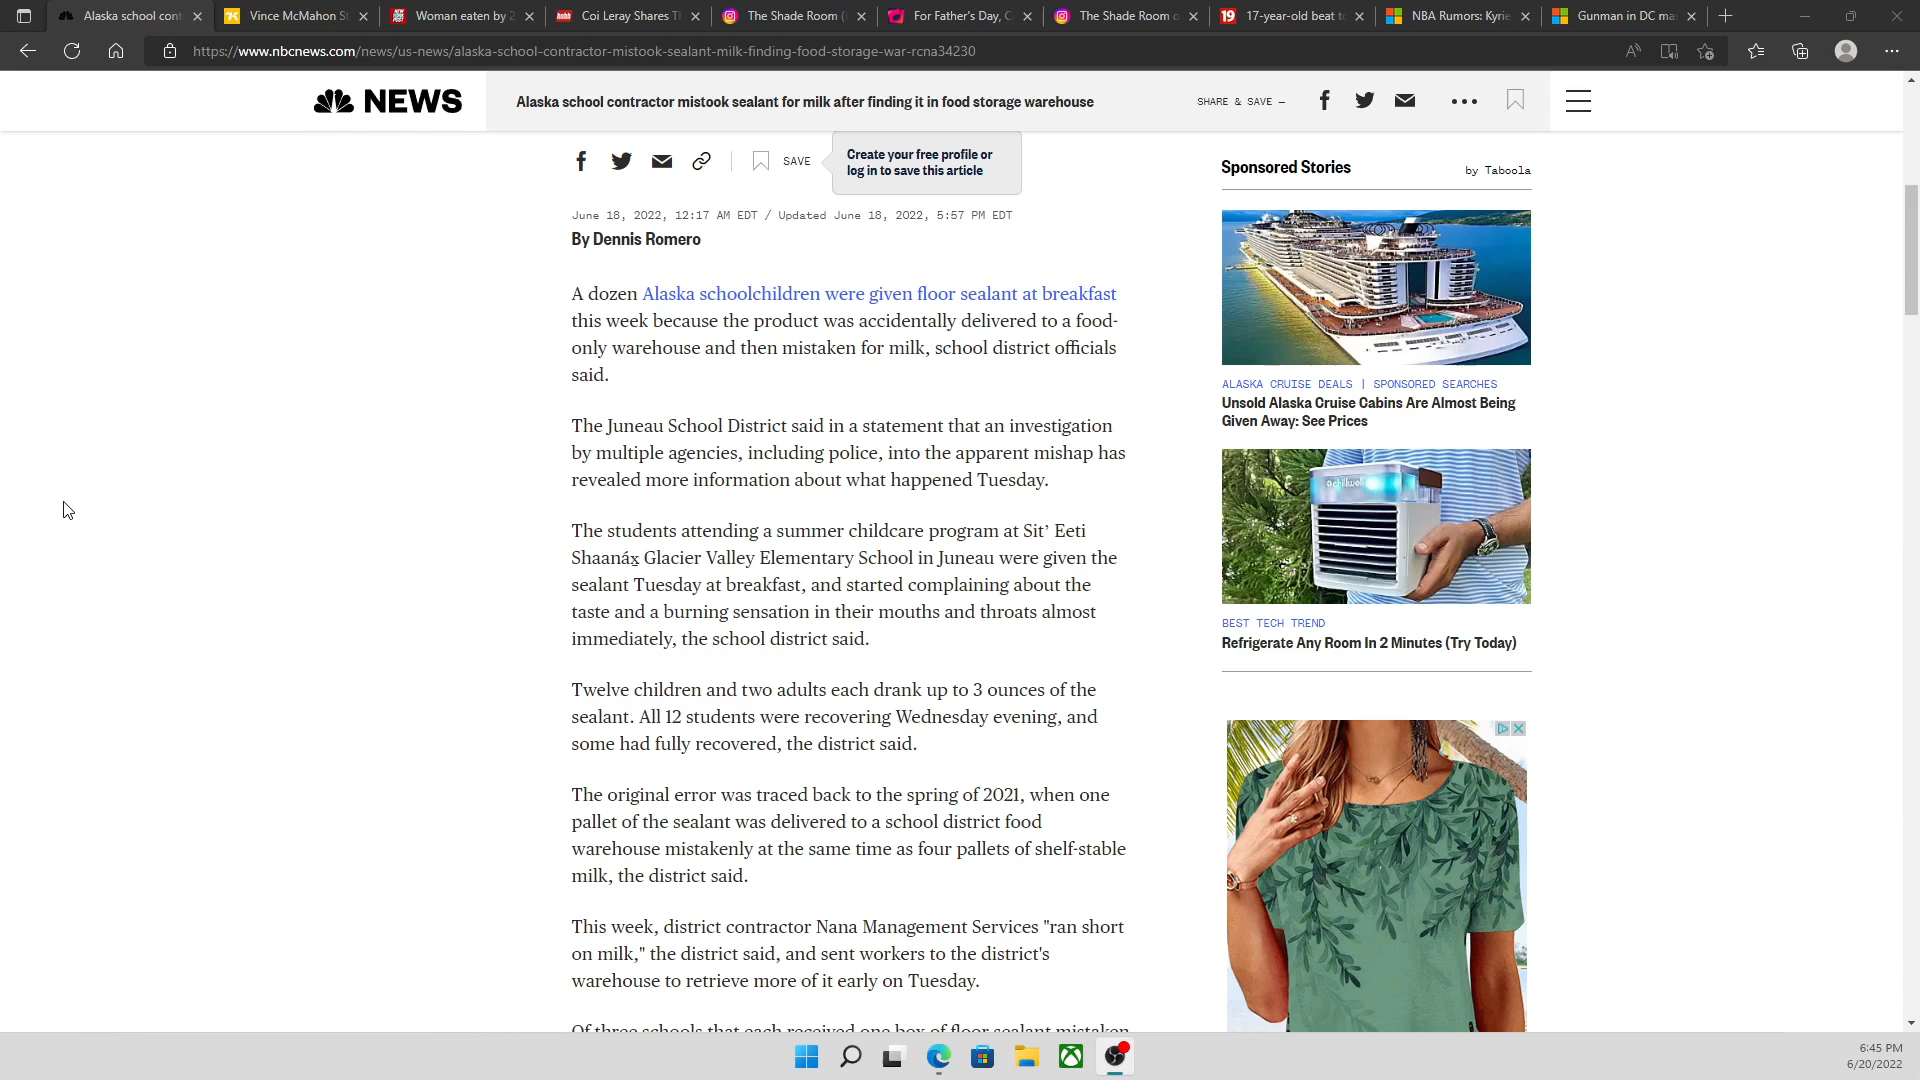 Alaska school cont
Vince McMahon S
Woman eaten by 2
Coi Leray Shares T
The Shade Room (
For Father's Day, C
The Shade Room o
17-year-old beat t
NBA Rumors: Kyrie
Gunman in DC ma
https://www.nbcnews.com/news/us-news/alaska-school-contractor-mistook-sealant-milk-finding-food-storage-war-rcna34230
NEWS
Alaska school contractor mistook sealant for milk after finding it in food storage warehouse
SHARE & SAVE —
SAVE
Create your free profile or
log in to save this article
June 18, 2022, 12:17 AM EDT / Updated June 18, 2022, 5:57 PM EDT
By Dennis Romero
A dozen Alaska schoolchildren were given floor sealant at breakfast
this week because the product was accidentally delivered to a food-
only warehouse and then mistaken for milk, school district officials
said.
The Juneau School District said in a statement that an investigation
by multiple agencies, including police, into the apparent mishap has
revealed more information about what happened Tuesday.
The students attending a summer childcare program at Sit’ Eeti
Shaanáx̱ Glacier Valley Elementary School in Juneau were given the
sealant Tuesday at breakfast, and started complaining about the
taste and a burning sensation in their mouths and throats almost
immediately, the school district said.
Twelve children and two adults each drank up to 3 ounces of the
sealant. All 12 students were recovering Wednesday evening, and
some had fully recovered, the district said.
The original error was traced back to the spring of 2021, when one
pallet of the sealant was delivered to a school district food
warehouse mistakenly at the same time as four pallets of shelf-stable
milk, the district said.
This week, district contractor Nana Management Services "ran short
on milk," the district said, and sent workers to the district's
warehouse to retrieve more of it early on Tuesday.
Of three schools that each received one box of floor sealant mistaken
Sponsored Stories
by Taboola
ALASKA CRUISE DEALS | SPONSORED SEARCHES
Unsold Alaska Cruise Cabins Are Almost Being
Given Away: See Prices
chillwell
BEST TECH TREND
Refrigerate Any Room In 2 Minutes (Try Today)
6:45 PM
6/20/2022